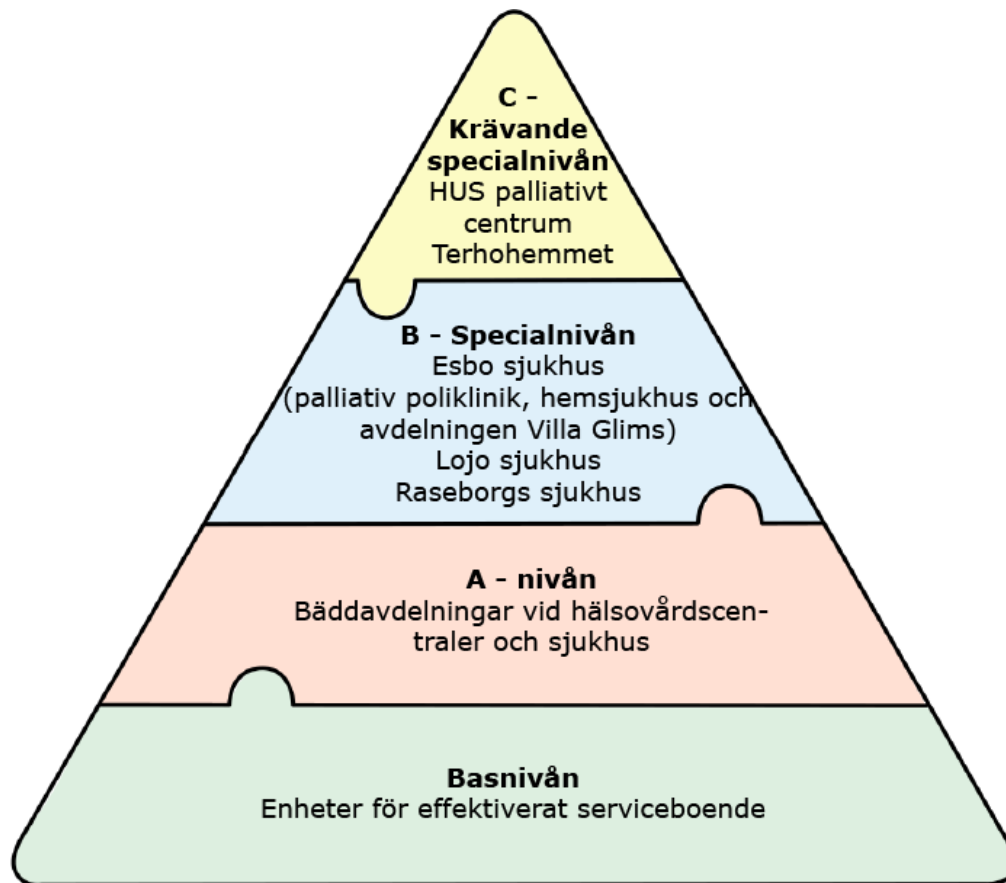 C -
Krävande
specialnivån
HUS palliativt
centrum
Terhohemmet
B - Specialnivån
Esbo sjukhus
(palliativ poliklinik, hemsjukhus och
avdelningen Villa Glims)
Lojo sjukhus
Raseborgs sjukhus
A - nivån
Bäddavdelningar vid hälsovårdscen-
traler och sjukhus
Basnivån
Enheter för effektiverat serviceboende